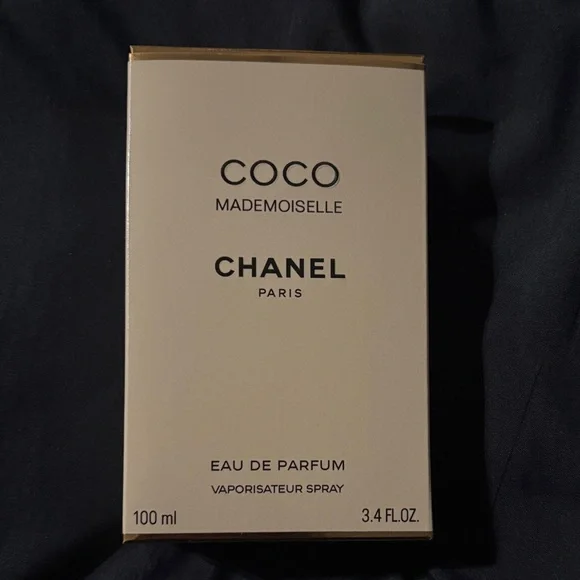 COCO
MADEMOISELLE
CHANEL
PARIS
EAU DE PARFUM
VAPORISATEUR SPRAY
100 ml 3.4 FL.OZ.